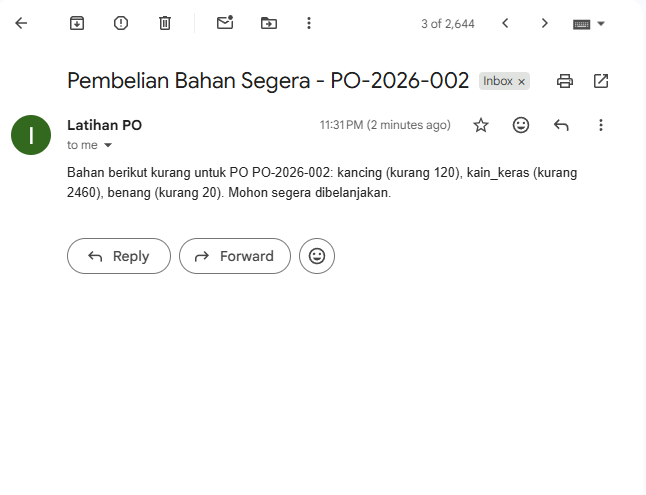 3 of 2,644
Pembelian Bahan Segera - PO-2026-002
Inbox ×
I
Latihan PO
11:31 PM (2 minutes ago)
to me
Bahan berikut kurang untuk PO PO-2026-002: kancing (kurang 120), kain_keras (kurang
2460), benang (kurang 20). Mohon segera dibelanjakan.
Reply
Forward